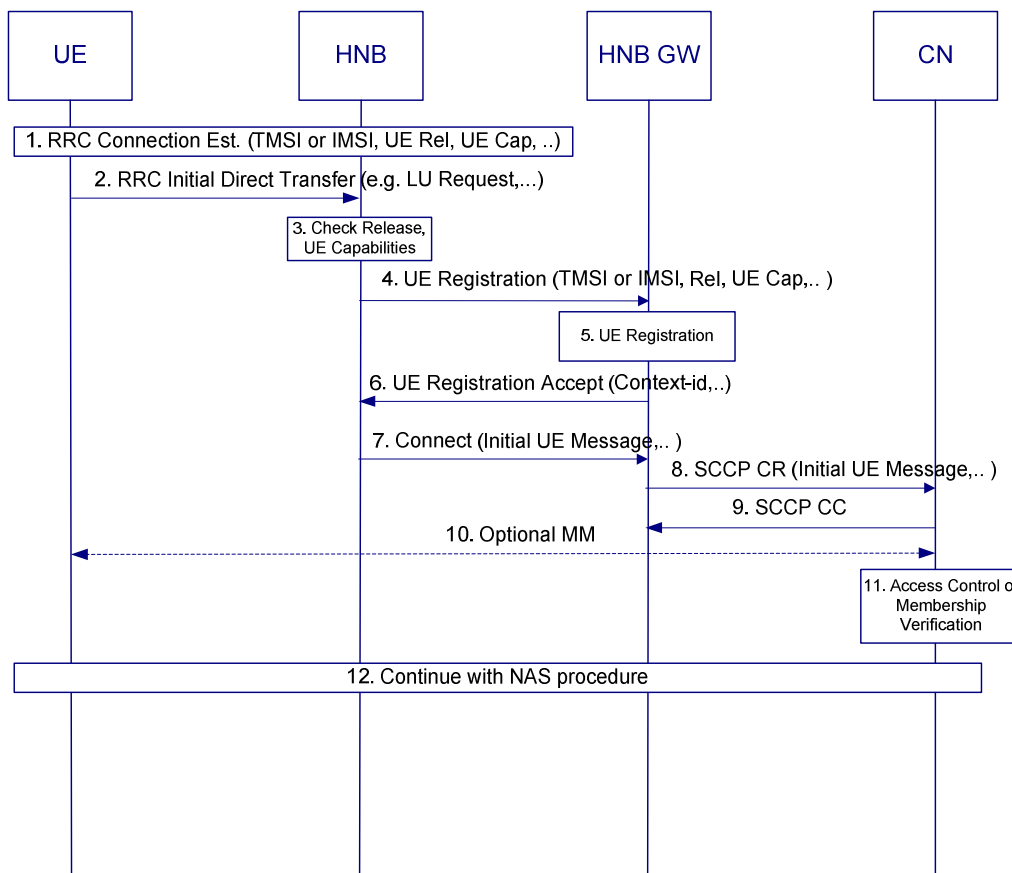 UE
HNB
HNB GW
CN
1. RRC Connection Est. (TMSI or IMSI, UE Rel, UE Cap, ..)
2. RRC Initial Direct Transfer (e.g. LU Request,...)
3. Check Release,
UE Capabilities
4. UE Registration (TMSI or IMSI, Rel, UE Cap,.. )
5. UE Registration
6. UE Registration Accept (Context-id,..)
7. Connect (Initial UE Message,.. )
8. SCCP CR (Initial UE Message,.. )
9. SCCP CC
10. Optional MM
11. Access Control o
Membership
Verification
12. Continue with NAS procedure